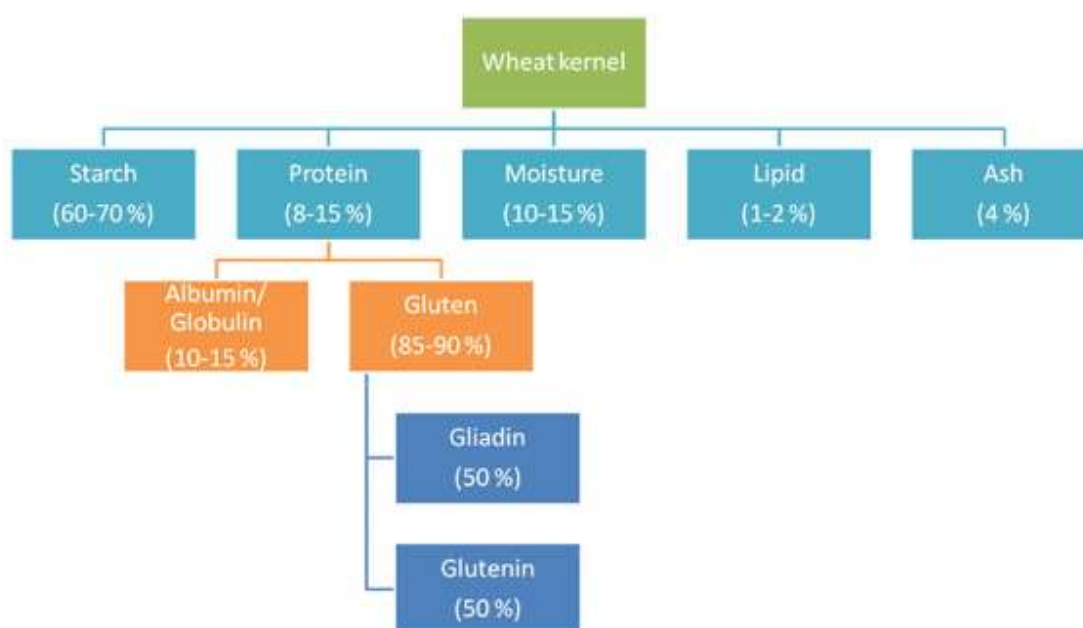 Wheat kernel
Starch
(60-70 %)
Protein
(8-15 %)
Moisture
(10-15 %)
Lipid
(1-2 %)
Ash
(4 %)
Albumin/
Globulin
(10-15 %)
Gluten
(85-90 %)
Gliadin
(50 %)
Glutenin
(50 %)